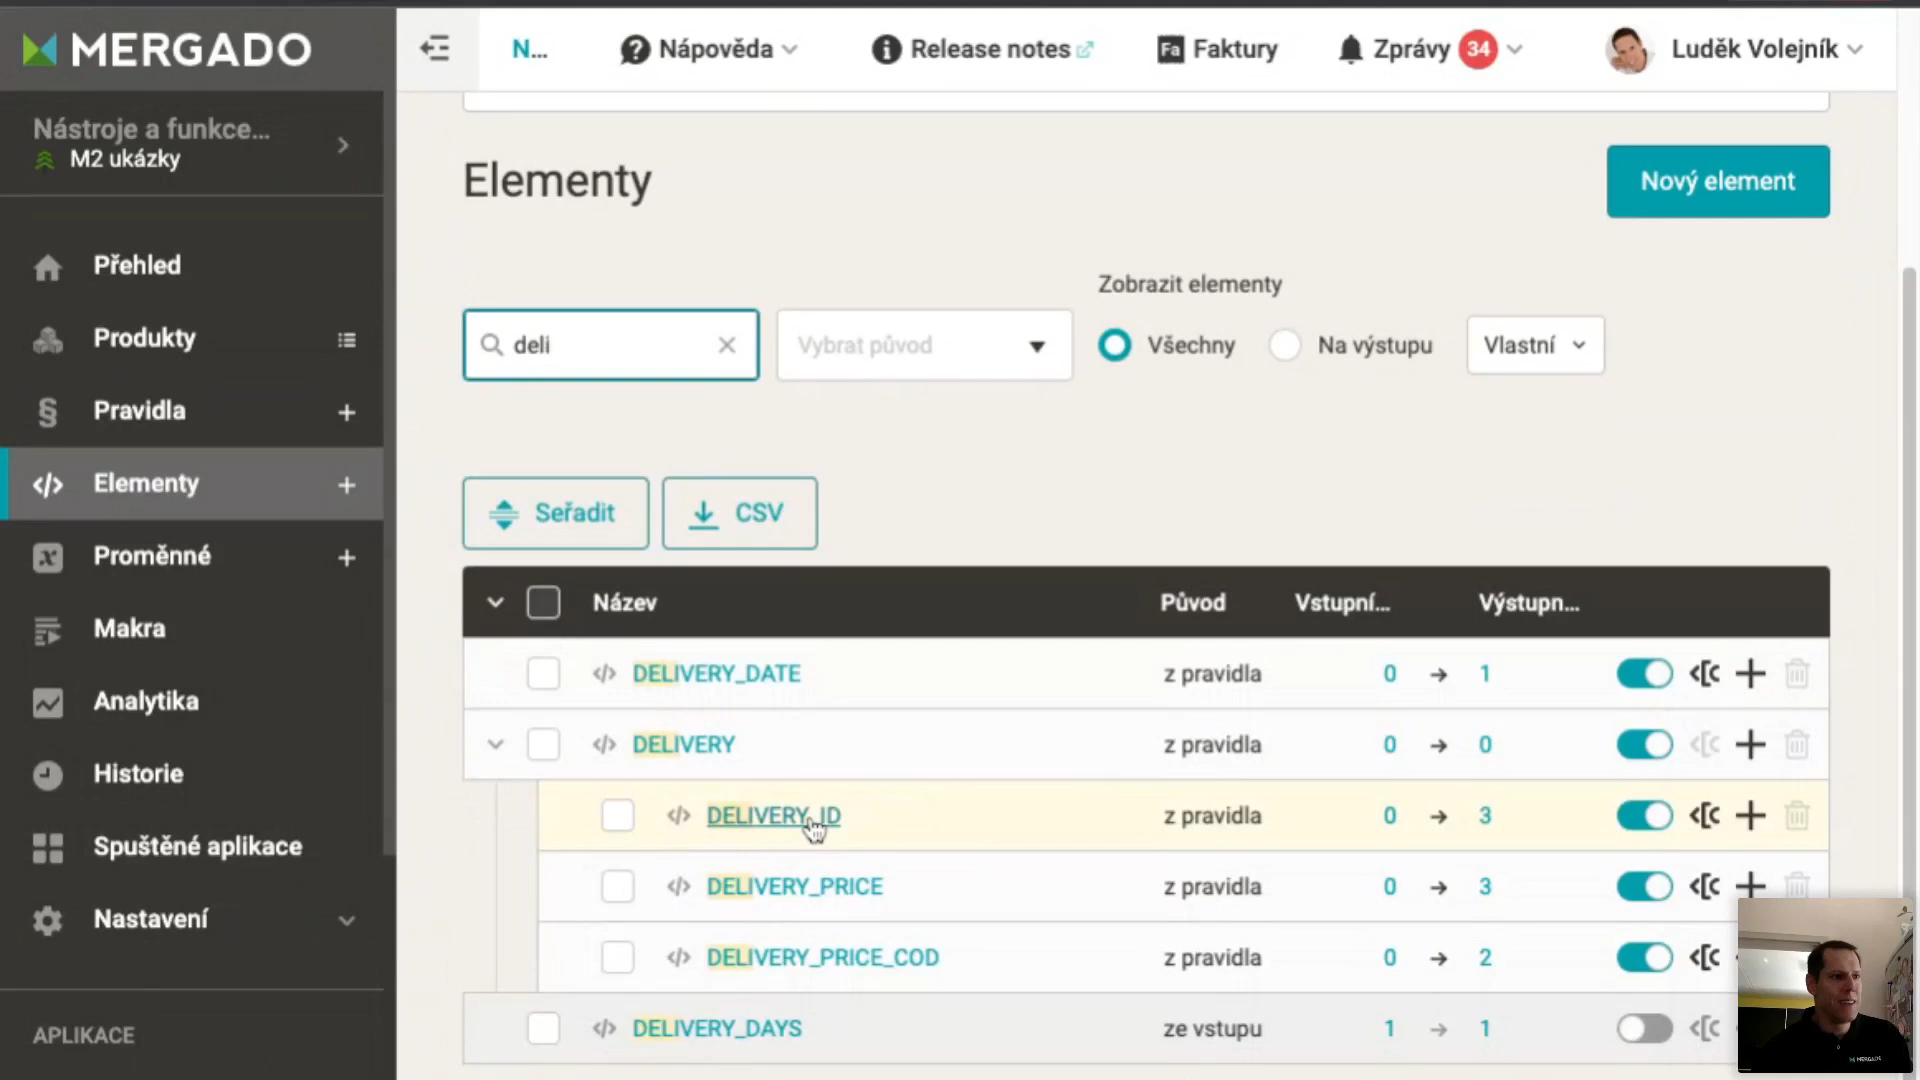 MERGADO
N...
Nápověda
Release notes
Fa Faktury
Zprávy 34
Luděk Volejník
Nástroje a funkce...
M2 ukázky
Přehled
Produkty
Pravidla
Elementy
Proměnné
Makra
Analytika
Historie
Spuštěné aplikace
Nastavení
APLIKACE
Elementy
Nový element
Zobrazit elementy
deli
Vybrat původ
Všechny
Na výstupu
Vlastní
Seřadit
CSV
Název Původ Vstupní... Výstupn...
DELIVERY_DATE z pravidla 0 → 1
DELIVERY z pravidla 0 → 0
DELIVERY_ID z pravidla 0 → 3
DELIVERY_PRICE z pravidla 0 → 3
DELIVERY_PRICE_COD z pravidla 0 → 2
DELIVERY_DAYS ze vstupu 1 → 1
MERGADO